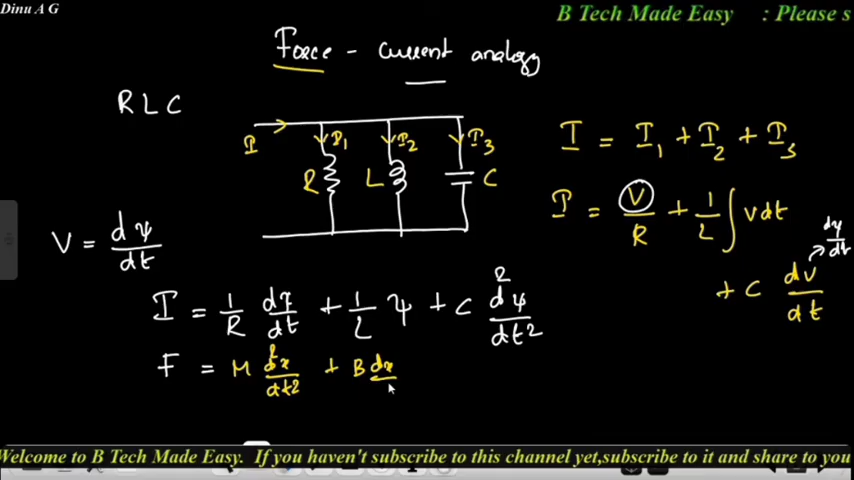 Dinu A G
B Tech Made Easy : Please s
Force - current analogy
R L C
I I₁ I₂ I₃
R L C
I = I₁ + I₂ + I₃
I = V/R + 1/L ∫ v dt
+ C dv/dt → dψ/dt
V = dψ/dt
I = 1/R dψ/dt + 1/L ψ + C d²ψ/dt²
F = M d²x/dt² + B dx
Welcome to B Tech Made Easy. If you haven't subscribe to this channel yet,subscribe to it and share to you